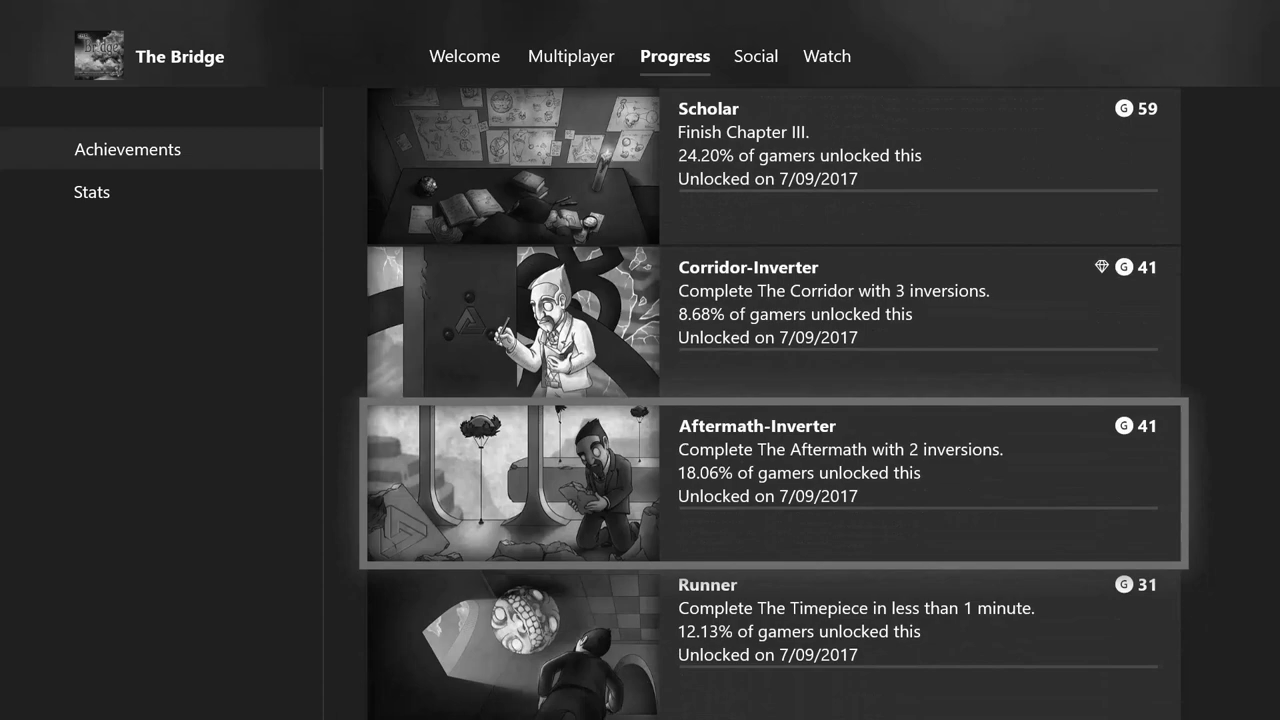 Bridge
The Bridge
Welcome
Multiplayer
Progress
Social
Watch
Achievements
Stats
Scholar
G 59
Finish Chapter III.
24.20% of gamers unlocked this
Unlocked on 7/09/2017
Corridor-Inverter
G 41
Complete The Corridor with 3 inversions.
8.68% of gamers unlocked this
Unlocked on 7/09/2017
Aftermath-Inverter
G 41
Complete The Aftermath with 2 inversions.
18.06% of gamers unlocked this
Unlocked on 7/09/2017
Runner
G 31
Complete The Timepiece in less than 1 minute.
12.13% of gamers unlocked this
Unlocked on 7/09/2017